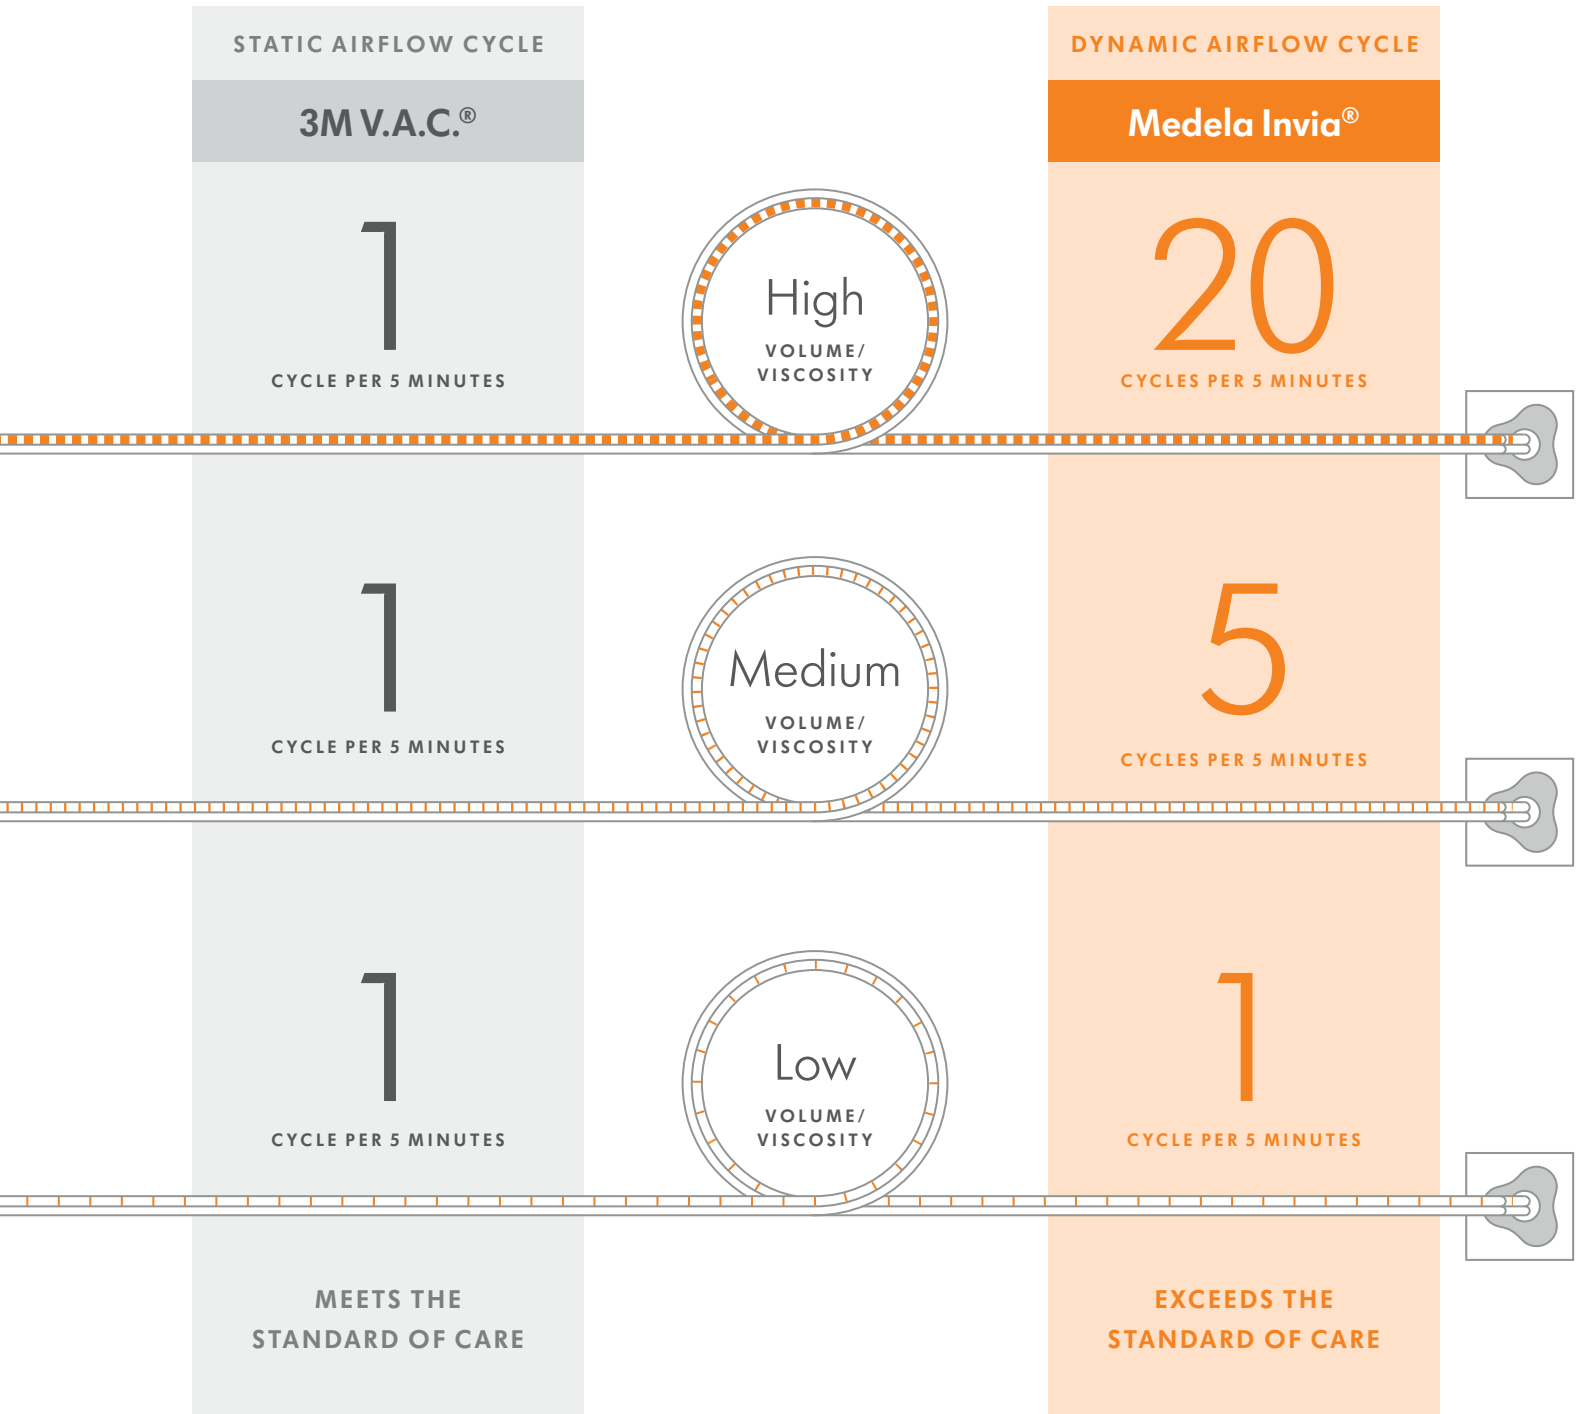 STATIC AIRFLOW CYCLE
DYNAMIC AIRFLOW CYCLE
3M V.A.C.®
Medela Invia®
1
CYCLE PER 5 MINUTES
High
VOLUME/
VISCOSITY
20
CYCLES PER 5 MINUTES
1
CYCLE PER 5 MINUTES
Medium
VOLUME/
VISCOSITY
5
CYCLES PER 5 MINUTES
1
CYCLE PER 5 MINUTES
Low
VOLUME/
VISCOSITY
1
CYCLE PER 5 MINUTES
MEETS THE
STANDARD OF CARE
EXCEEDS THE
STANDARD OF CARE